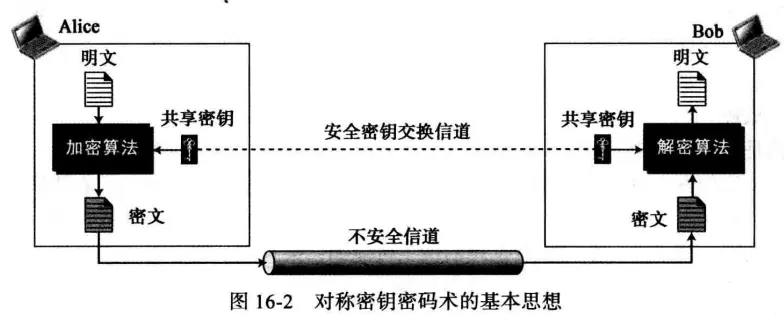 Alice
Bob
明文
明文
共享密钥
安全密钥交换信道
共享密钥
加密算法
解密算法
密文
密文
不安全信道
图 16-2 对称密钥密码术的基本思想